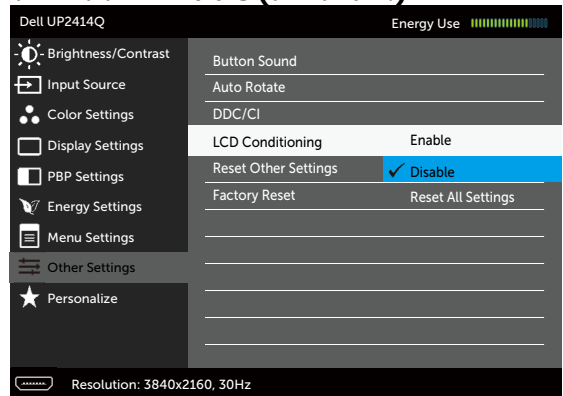 Dell UP2414Q
Energy Use
Brightness/Contrast
Input Source
Color Settings
Display Settings
PBP Settings
Energy Settings
Menu Settings
Other Settings
Personalize
Button Sound
Auto Rotate
DDC/CI
LCD Conditioning
Enable
Reset Other Settings
Disable
Factory Reset
Reset All Settings
Resolution: 3840x2160, 30Hz